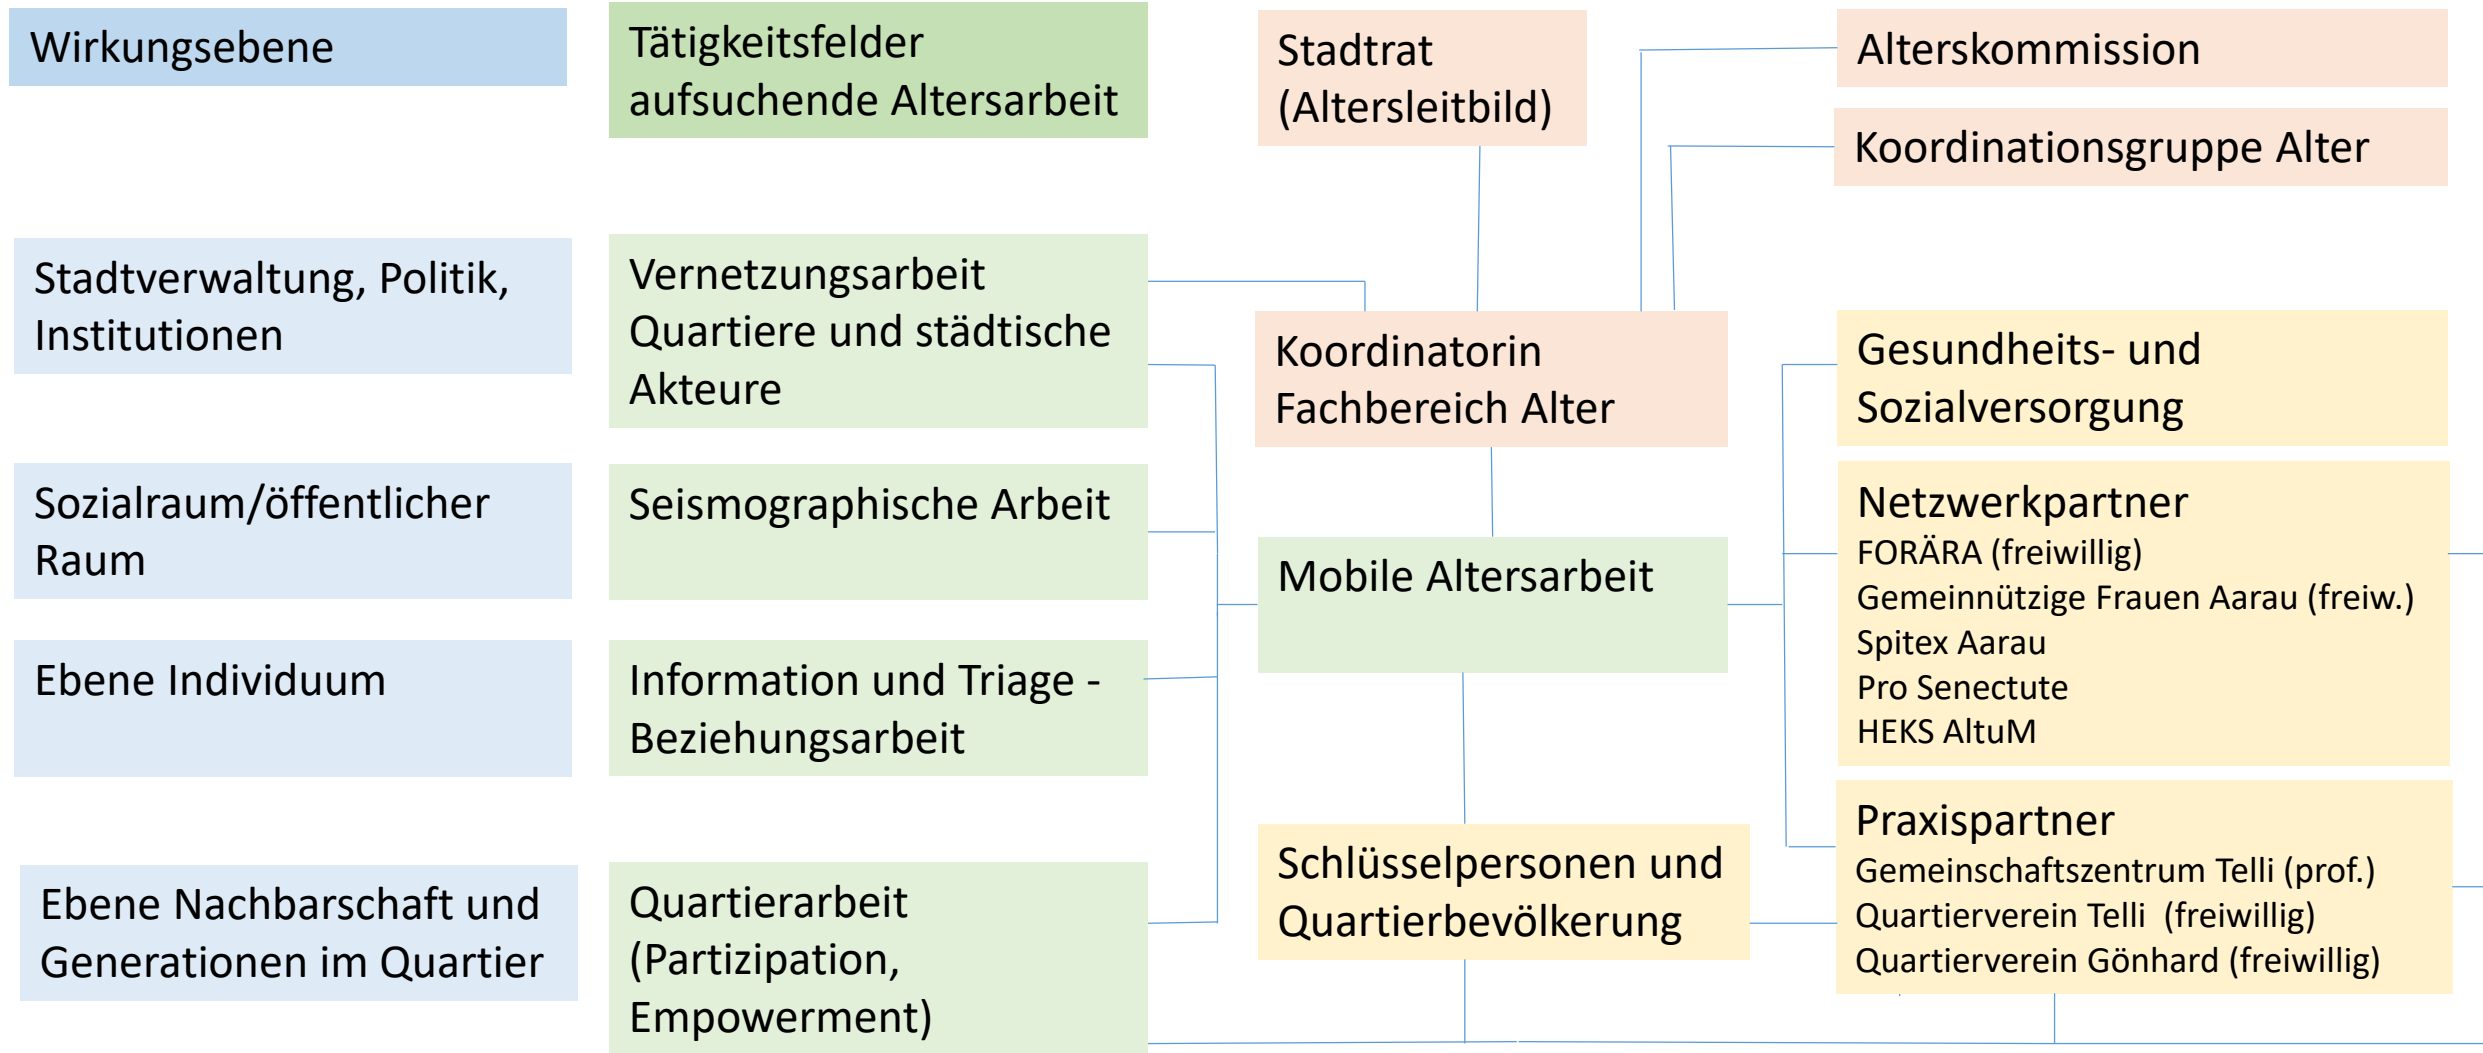 Wirkungsebene
Tätigkeitsfelder
aufsuchende Altersarbeit
Stadtrat
(Altersleitbild)
Alterskommission
Koordinationsgruppe Alter
Stadtverwaltung, Politik,
Institutionen
Vernetzungsarbeit
Quartiere und städtische
Akteure
Koordinatorin
Fachbereich Alter
Gesundheits- und
Sozialversorgung
Sozialraum/öffentlicher
Raum
Seismographische Arbeit
Mobile Altersarbeit
Netzwerkpartner
FORÄRA (freiwillig)
Gemeinnützige Frauen Aarau (freiw.)
Spitex Aarau
Pro Senectute
HEKS AltuM
Ebene Individuum
Information und Triage -
Beziehungsarbeit
Schlüsselpersonen und
Quartierbevölkerung
Praxispartner
Gemeinschaftszentrum Telli (prof.)
Quartierverein Telli (freiwillig)
Quartierverein Gönhard (freiwillig)
Ebene Nachbarschaft und
Generationen im Quartier
Quartierarbeit
(Partizipation,
Empowerment)